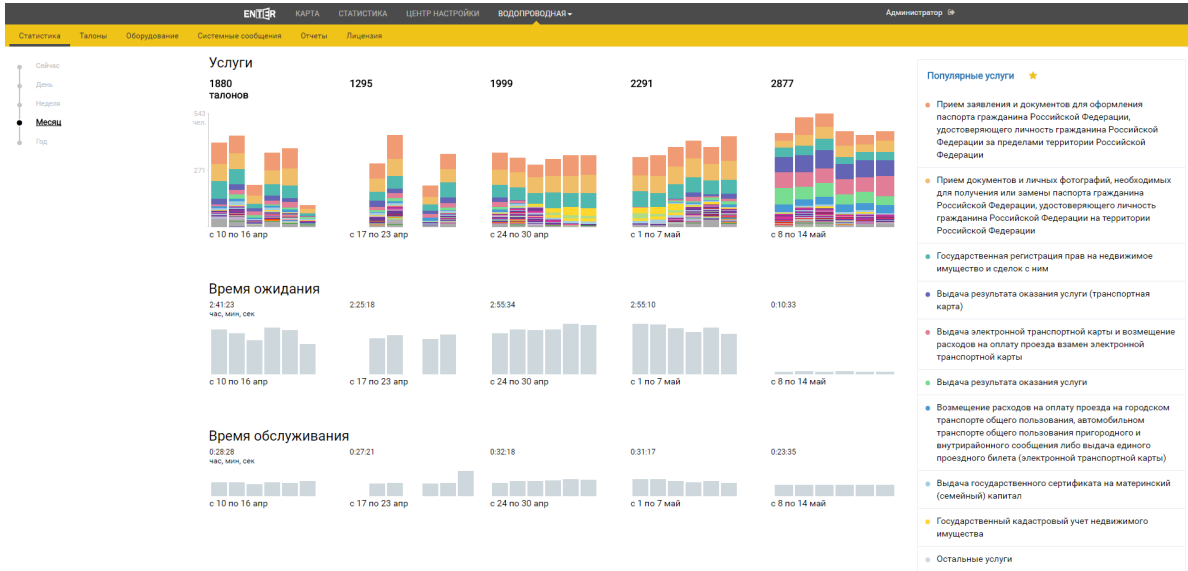 ENTER КАРТА СТАТИСТИКА ЦЕНТР НАСТРОЙКИ ВОДОПРОВОДНАЯ Администратор
Статистика Талоны Оборудование Системные сообщения Отчеты Лицензия
Сейчас
День
Неделя
Месяц
Год
Услуги
1880 1295 1999 2291 2877
талонов
543
чел.
271
с 10 по 16 апр с 17 по 23 апр с 24 по 30 апр с 1 по 7 май с 8 по 14 май
Время ожидания
2:41:23 2:25:18 2:55:34 2:55:10 0:10:33
час, мин, сек
с 10 по 16 апр с 17 по 23 апр с 24 по 30 апр с 1 по 7 май с 8 по 14 май
Время обслуживания
0:28:28 0:27:21 0:32:18 0:31:17 0:23:35
час, мин, сек
с 10 по 16 апр с 17 по 23 апр с 24 по 30 апр с 1 по 7 май с 8 по 14 май
Популярные услуги
Прием заявления и документов для оформления
паспорта гражданина Российской Федерации,
удостоверяющего личность гражданина Российской
Федерации за пределами территории Российской
Федерации
Прием документов и личных фотографий, необходимых
для получения или замены паспорта гражданина
Российской Федерации, удостоверяющего личность
гражданина Российской Федерации на территории
Российской Федерации
Государственная регистрация прав на недвижимое
имущество и сделок с ним
Выдача результата оказания услуги (транспортная
карта)
Выдача электронной транспортной карты и возмещение
расходов на оплату проезда взамен электронной
транспортной карты
Выдача результата оказания услуги
Возмещение расходов на оплату проезда на городском
транспорте общего пользования, автомобильном
транспорте общего пользования пригородного и
внутрирайонного сообщения либо выдача единого
проездного билета (электронной транспортной карты)
Выдача государственного сертификата на материнский
(семейный) капитал
Государственный кадастровый учет недвижимого
имущества
Остальные услуги